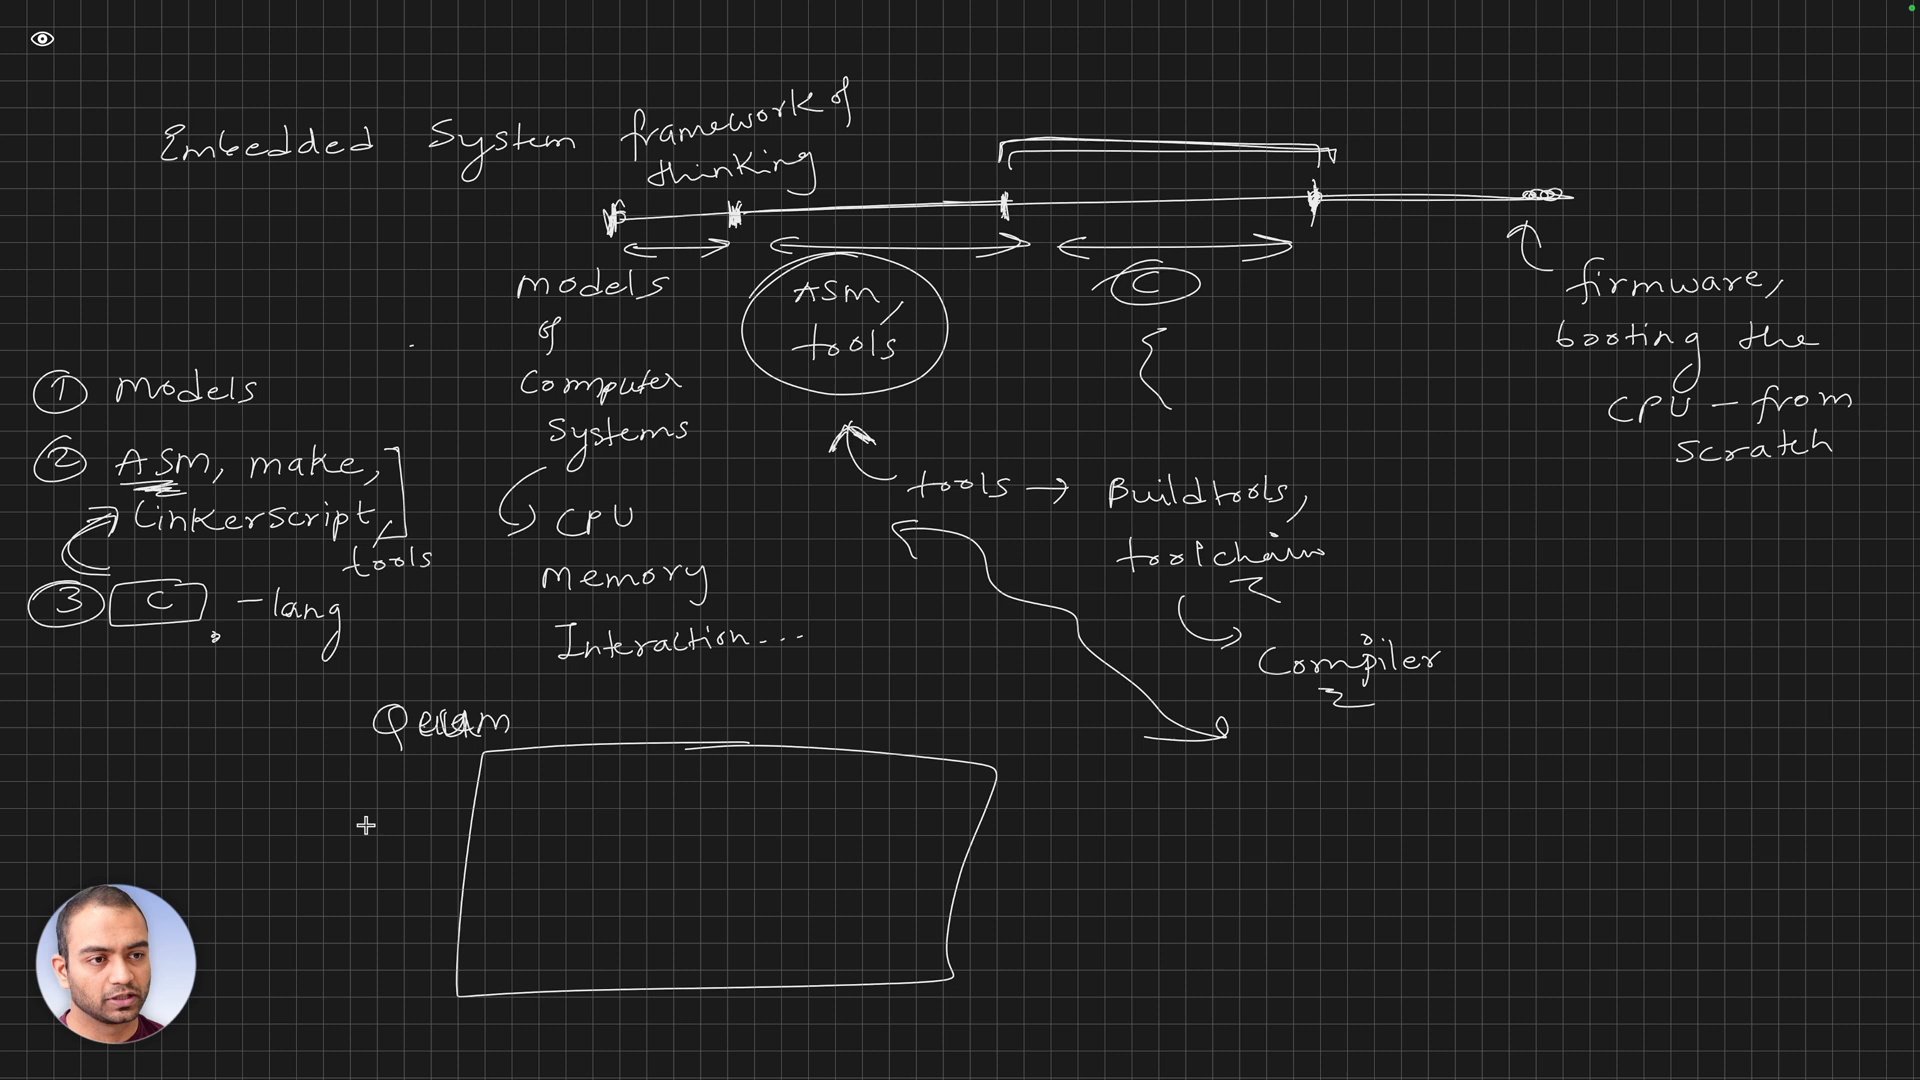 Embedded System framework of
thinking
models
of
Computer
Systems
CPU
Memory
Interaction...
ASM,
tools
C
firmware,
booting the
CPU - from
scratch
① Models
② ASM, make,
Linkerscript,
tools
③ C - lang
tools → Buildtools,
toolchain
Compiler